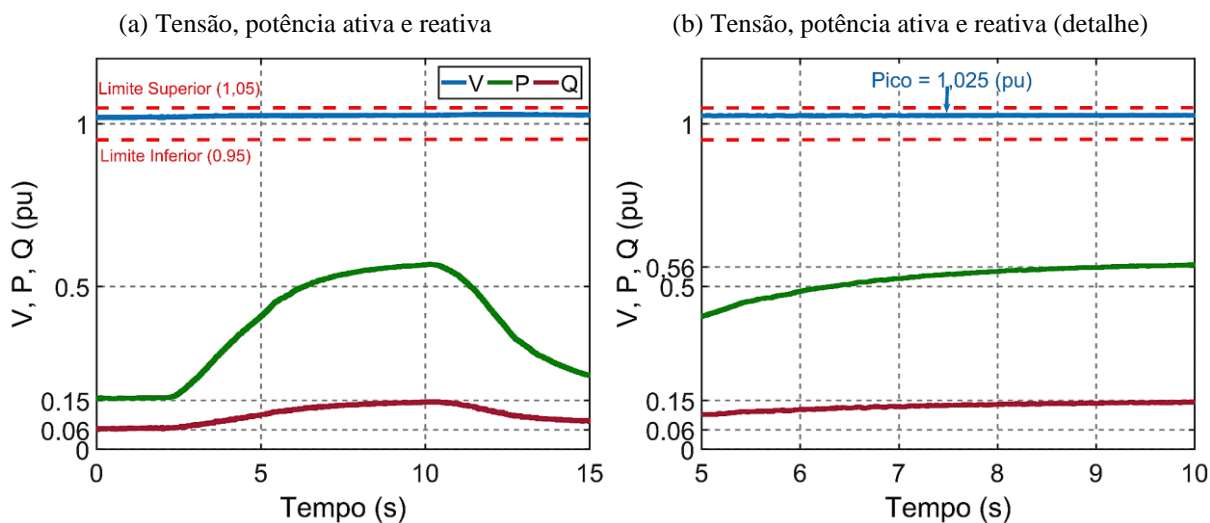 (a) Tensão, potência ativa e reativa
Limite Superior (1,05)
V P Q
1
Limite Inferior (0.95)
0.5
0.15
0.06
0
V, P, Q (pu)
0 5 10 15
Tempo (s)
(b) Tensão, potência ativa e reativa (detalhe)
Pico = 1,025 (pu)
1
0.56
0.5
0.15
0.06
0
V, P, Q (pu)
5 6 7 8 9 10
Tempo (s)